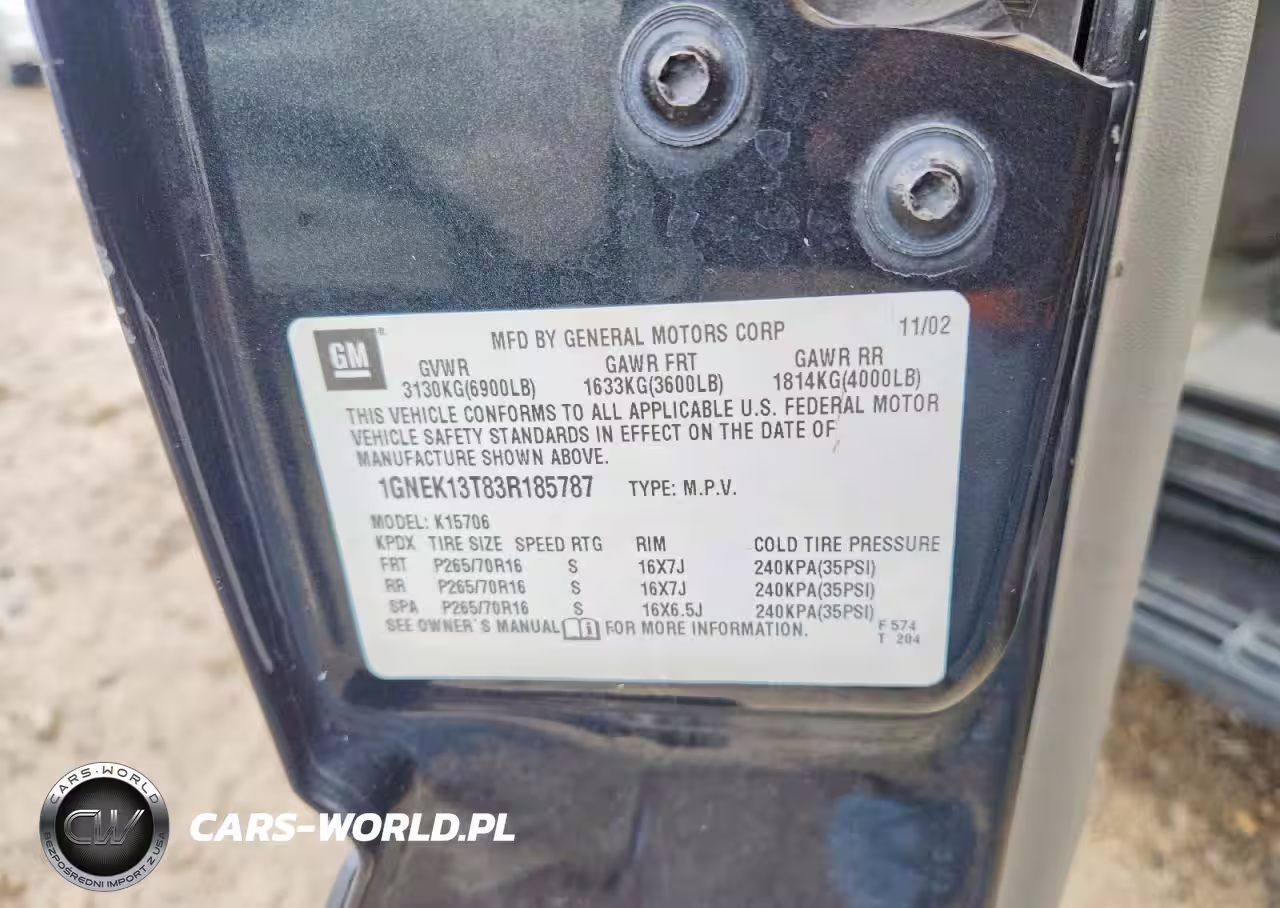 GM
MFD BY GENERAL MOTORS CORP 11/02
GVWR GAWR FRT GAWR RR
3130KG(6900LB) 1633KG(3600LB) 1814KG(4000LB)
THIS VEHICLE CONFORMS TO ALL APPLICABLE U.S. FEDERAL MOTOR
VEHICLE SAFETY STANDARDS IN EFFECT ON THE DATE OF
MANUFACTURE SHOWN ABOVE.
1GNEK13T83R185787 TYPE: M.P.V.
MODEL: K15706
KPDX TIRE SIZE SPEED RTG RIM COLD TIRE PRESSURE
FRT P265/70R16 S 16X7J 240KPA(35PSI)
RR P265/70R16 S 16X7J 240KPA(35PSI)
SPA P265/70R16 S 16X6.5J 240KPA(35PSI)
SEE OWNER'S MANUAL FOR MORE INFORMATION.
F 574
T 204
CARS-WORLD
CW
BEZPOŚREDNI IMPORT Z USA
CARS-WORLD.PL